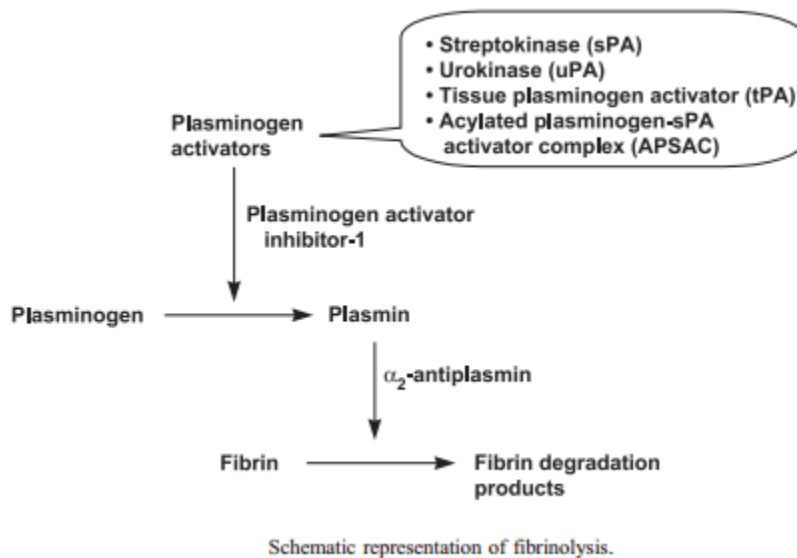 • Streptokinase (sPA)
• Urokinase (uPA)
• Tissue plasminogen activator (tPA)
• Acylated plasminogen-sPA
activator complex (APSAC)
Plasminogen
activators
Plasminogen activator
inhibitor-1
Plasminogen
Plasmin
α₂-antiplasmin
Fibrin
Fibrin degradation
products
Schematic representation of fibrinolysis.